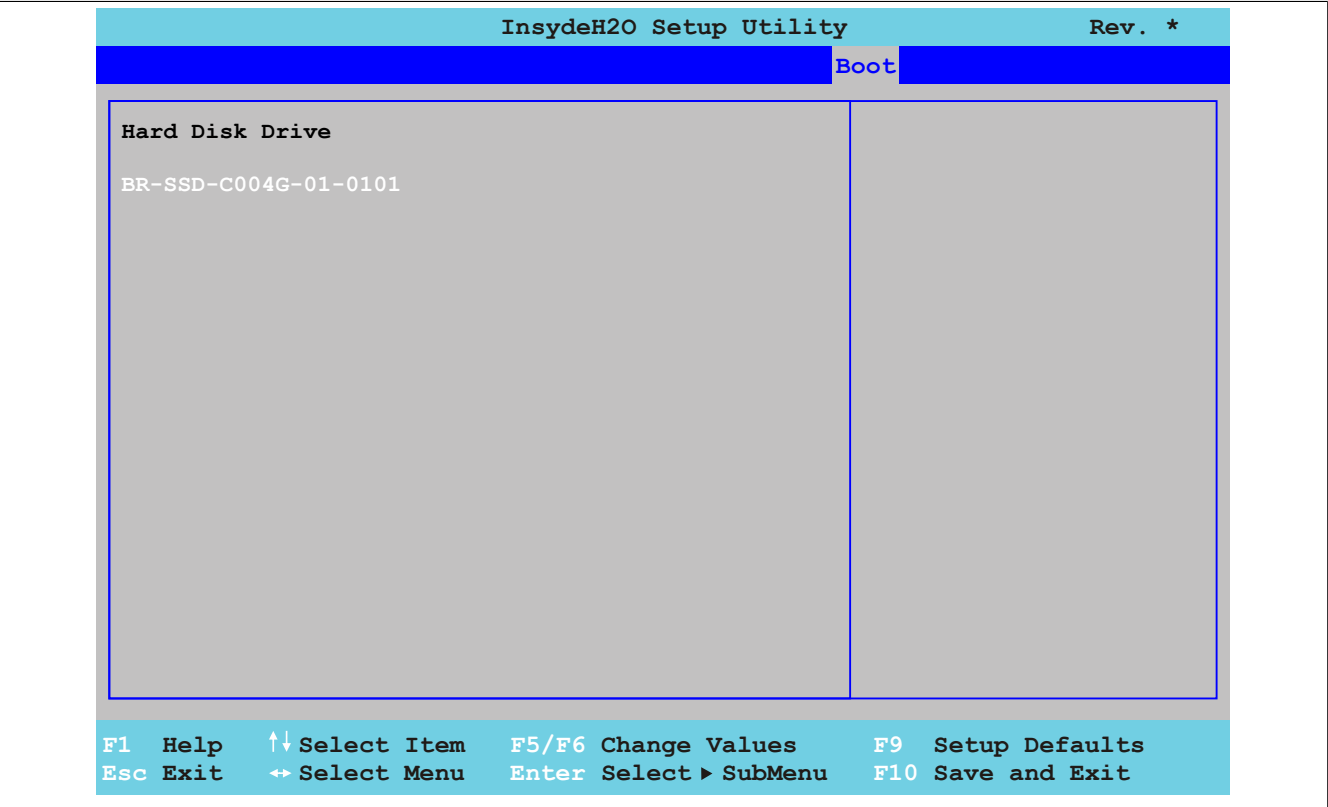 InsydeH2O Setup Utility Rev. *
Boot
Hard Disk Drive
BR-SSD-C004G-01-0101
F1 Help ↑↓ Select Item F5/F6 Change Values F9 Setup Defaults
Esc Exit ↔ Select Menu Enter Select ▶ SubMenu F10 Save and Exit